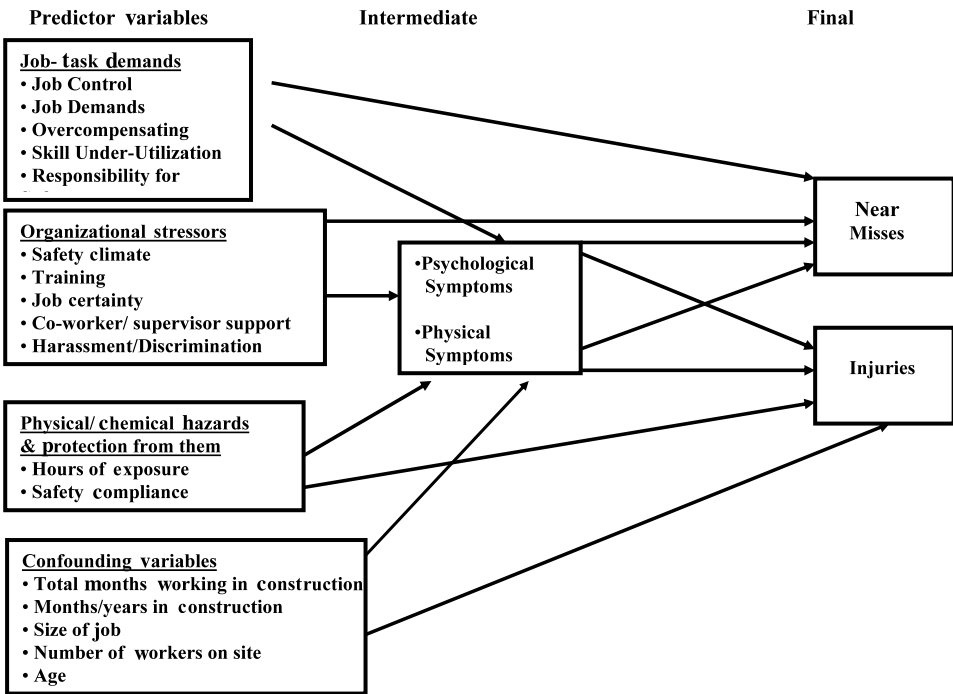 Predictor variables
Intermediate
Final
Job- task demands
• Job Control
• Job Demands
• Overcompensating
• Skill Under-Utilization
• Responsibility for
Organizational stressors
• Safety climate
• Training
• Job certainty
• Co-worker/ supervisor support
• Harassment/Discrimination
Physical/ chemical hazards
& protection from them
• Hours of exposure
• Safety compliance
Confounding variables
• Total months working in construction
• Months/years in construction
• Size of job
• Number of workers on site
• Age
•Psychological
Symptoms
•Physical
Symptoms
Near
Misses
Injuries